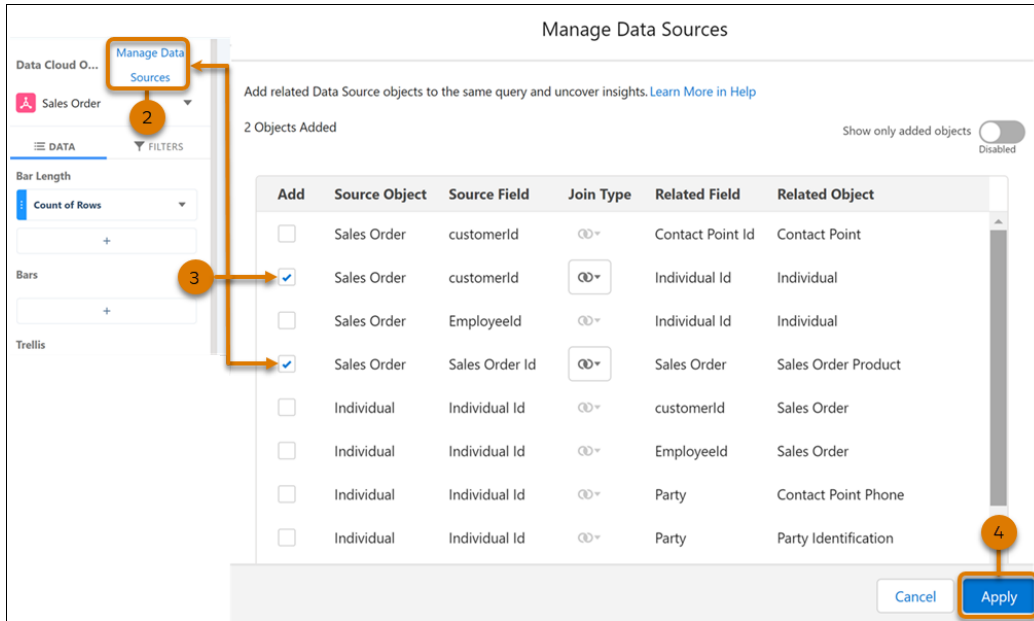 Manage Data Sources
Manage Data
Sources
Data Cloud O...
2
Sales Order
DATA
FILTERS
Bar Length
Count of Rows
+
Bars
+
Trellis
3
Add related Data Source objects to the same query and uncover insights. Learn More in Help
2 Objects Added
Show only added objects
Disabled
Add Source Object Source Field Join Type Related Field Related Object
Sales Order customerId Contact Point Id Contact Point
Sales Order customerId Individual Id Individual
Sales Order EmployeeId Individual Id Individual
Sales Order Sales Order Id Sales Order Sales Order Product
Individual Individual Id customerId Sales Order
Individual Individual Id EmployeeId Sales Order
Individual Individual Id Party Contact Point Phone
Individual Individual Id Party Party Identification
4
Cancel Apply